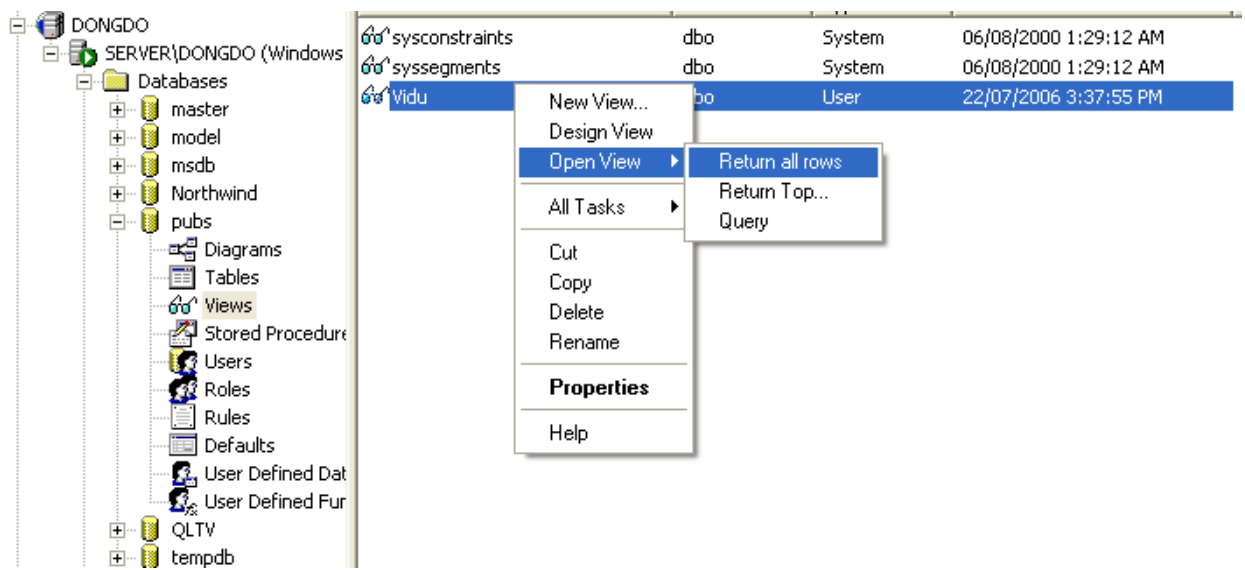 DONGDO
SERVER\DONGDO (Windows
Databases
master
model
msdb
Northwind
pubs
Diagrams
Tables
Views
Stored Procedure
Users
Roles
Rules
Defaults
User Defined Dat
User Defined Fur
QLTV
tempdb
sysconstraints dbo System 06/08/2000 1:29:12 AM
syssegments dbo System 06/08/2000 1:29:12 AM
Vidu bo User 22/07/2006 3:37:55 PM
New View...
Design View
Open View
All Tasks
Cut
Copy
Delete
Rename
Properties
Help
Return all rows
Return Top...
Query